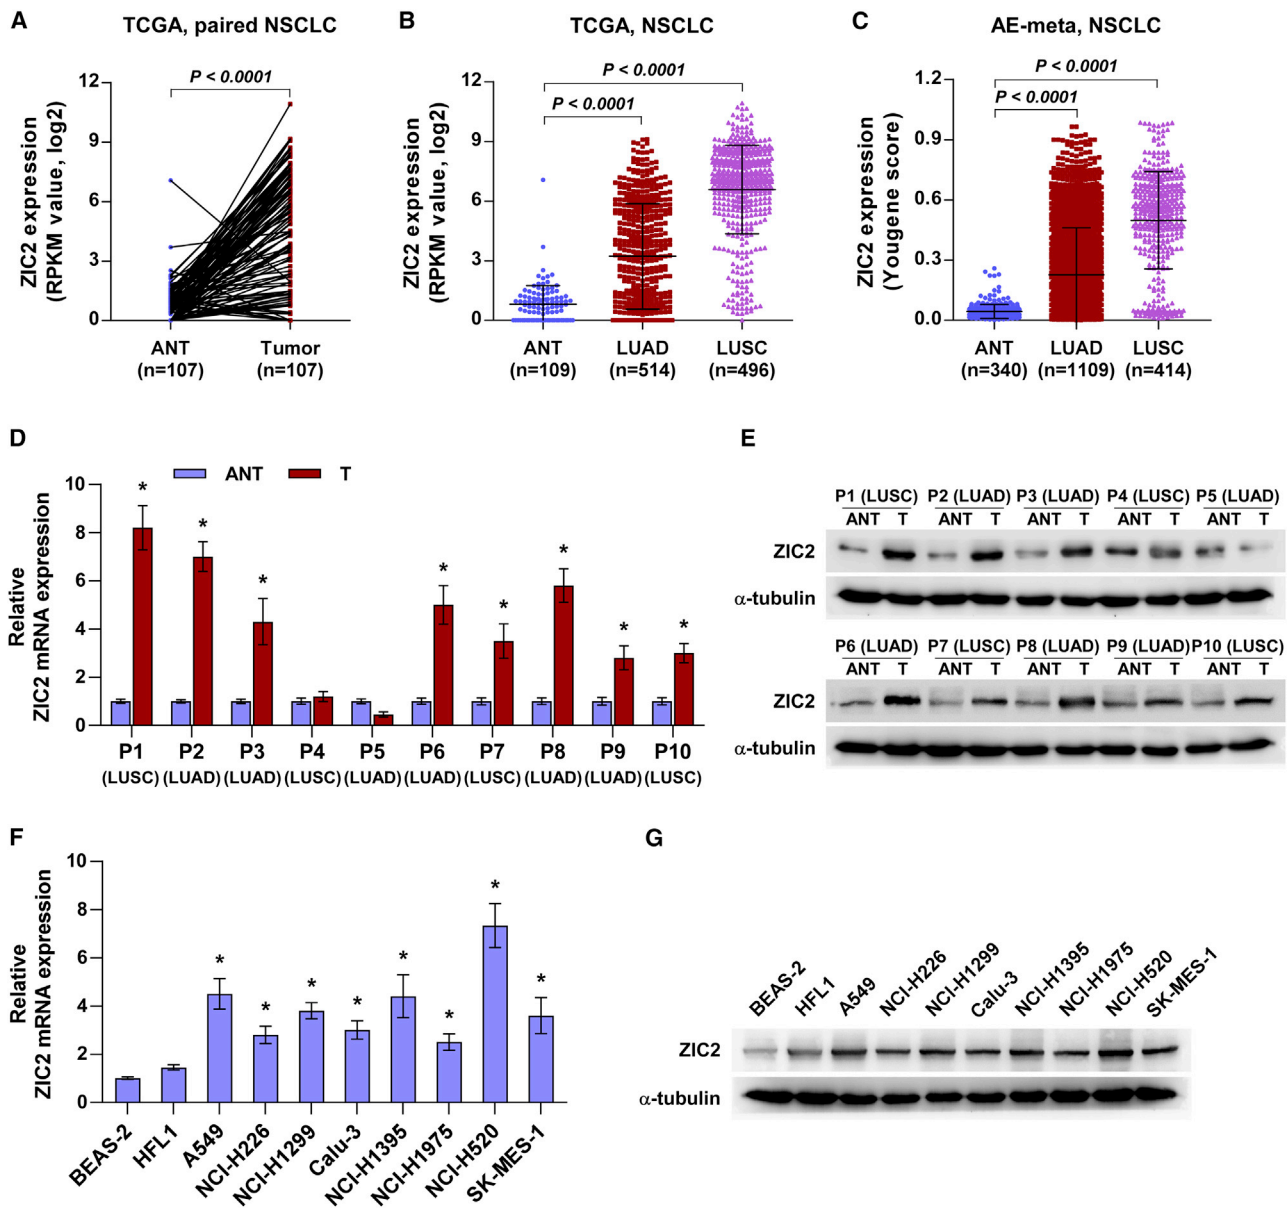 A
TCGA, paired NSCLC
P < 0.0001
ZIC2 expression
(RPKM value, log2)
12
9
6
3
0
ANT
(n=107)
Tumor
(n=107)
B
TCGA, NSCLC
P < 0.0001
P < 0.0001
ZIC2 expression
(RPKM value, log2)
12
9
6
3
0
ANT
(n=109)
LUAD
(n=514)
LUSC
(n=496)
C
AE-meta, NSCLC
P < 0.0001
P < 0.0001
ZIC2 expression
(Yougene score)
1.2
0.9
0.6
0.3
0.0
ANT
(n=340)
LUAD
(n=1109)
LUSC
(n=414)
D
ANT
T
Relative
ZIC2 mRNA expression
10
8
6
4
2
0
* * * * * * * *
P1 P2 P3 P4 P5 P6 P7 P8 P9 P10
(LUSC) (LUAD) (LUAD) (LUSC) (LUAD) (LUAD) (LUSC) (LUAD) (LUAD) (LUSC)
E
P1 (LUSC) P2 (LUAD) P3 (LUAD) P4 (LUSC) P5 (LUAD)
ANT T ANT T ANT T ANT T ANT T
ZIC2
α-tubulin
P6 (LUAD) P7 (LUSC) P8 (LUAD) P9 (LUAD) P10 (LUSC)
ANT T ANT T ANT T ANT T ANT T
ZIC2
α-tubulin
F
Relative
ZIC2 mRNA expression
10
8
6
4
2
0
* * * * * * * *
BEAS-2
HFL1
A549
NCI-H226
NCI-H1299
Calu-3
NCI-H1395
NCI-H1975
NCI-H520
SK-MES-1
G
BEAS-2
HFL1
A549
NCI-H226
NCI-H1299
Calu-3
NCI-H1395
NCI-H1975
NCI-H520
SK-MES-1
ZIC2
α-tubulin